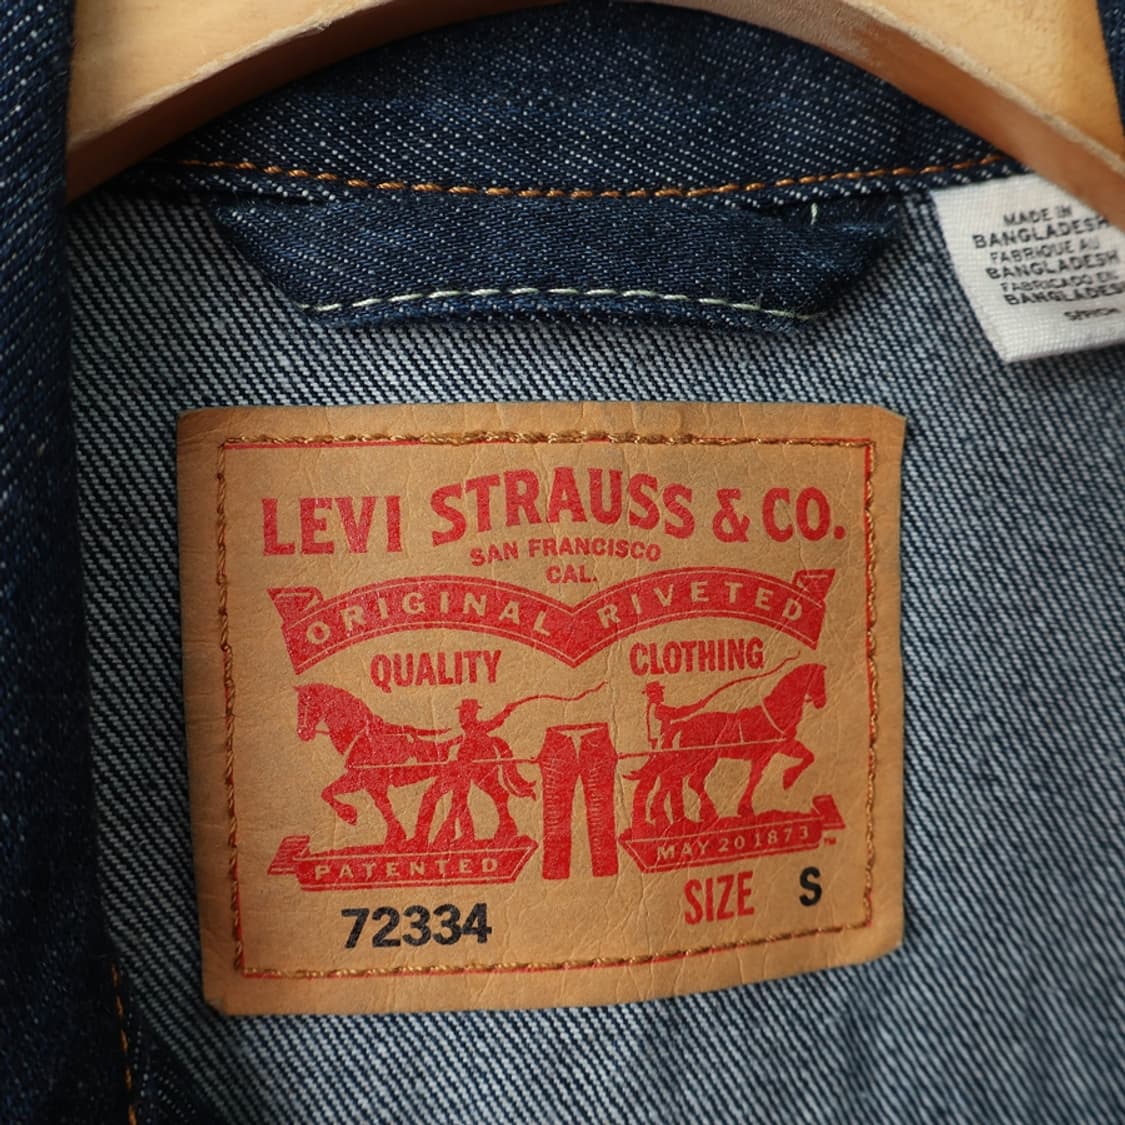 MADE IN
BANGLADESH
FABRIQUE AU
BANGLADESH
FABRICADO EN
BANGLADESH
LEVI STRAUSS & CO.
SAN FRANCISCO
CAL.
ORIGINAL RIVETED
QUALITY CLOTHING
PATENTED MAY 20 1873 ™
72334 SIZE S